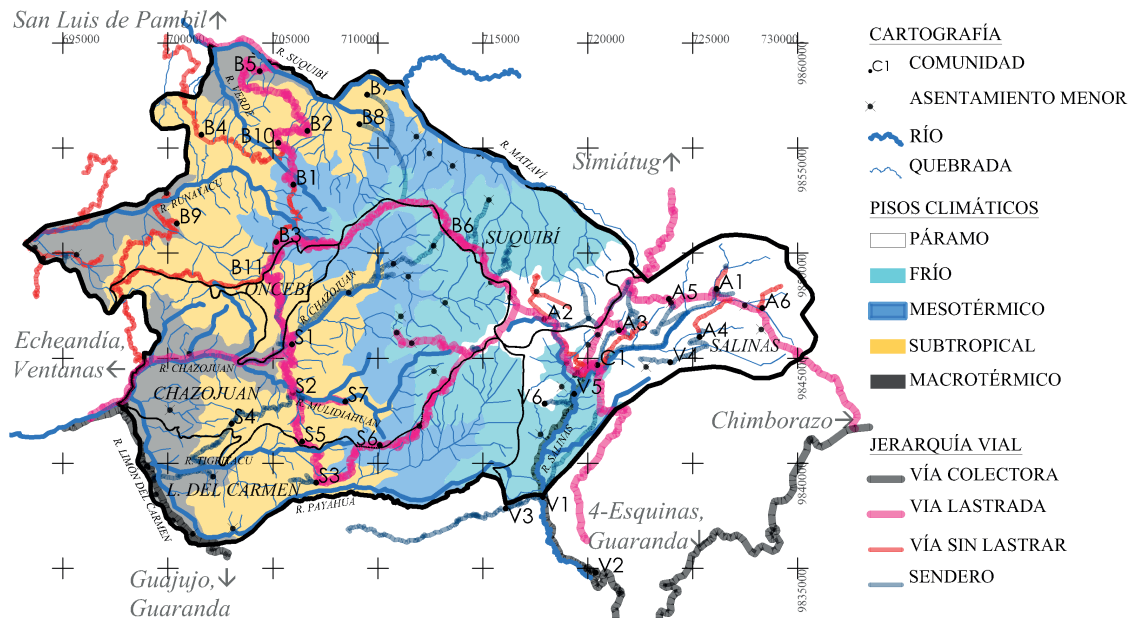 San Luis de Pambil ↑
695000
700000
705000
710000
715000
720000
725000
730000
9860000
R. SUQUIBÍ
B5
R. VERDE
B7
B4
B10
B2
B8
R. MATIAVÍ
Simiátug ↑
9855000
B1
R. RUNAYACU
B9
B3
B6
SUQUIBÍ
B11
R. CHAZOJUAN
A5
A1
A6
A2
A3
A4
SALINAS
Echeandía,
Ventanas ←
S1
R. CHAZOJUAN
C1
V4
9845000
CHAZOJUAN
S2
S7
R. MULIDIAHUAN
V6
V5
Chimborazo →
S4
S5
S6
R. SALINAS
R. LIMÓN DEL CARMEN
L. DEL CARMEN
S3
R. PAYAHUA
9840000
V3
V1
4-Esquinas,
Guaranda ↓
V2
Guajujo, ↓
Guaranda
9835000
CARTOGRAFÍA
C1 COMUNIDAD
ASENTAMIENTO MENOR
RÍO
QUEBRADA
PISOS CLIMÁTICOS
PÁRAMO
FRÍO
MESOTÉRMICO
SUBTROPICAL
MACROTÉRMICO
JERARQUÍA VIAL
VÍA COLECTORA
VIA LASTRADA
VÍA SIN LASTRAR
SENDERO